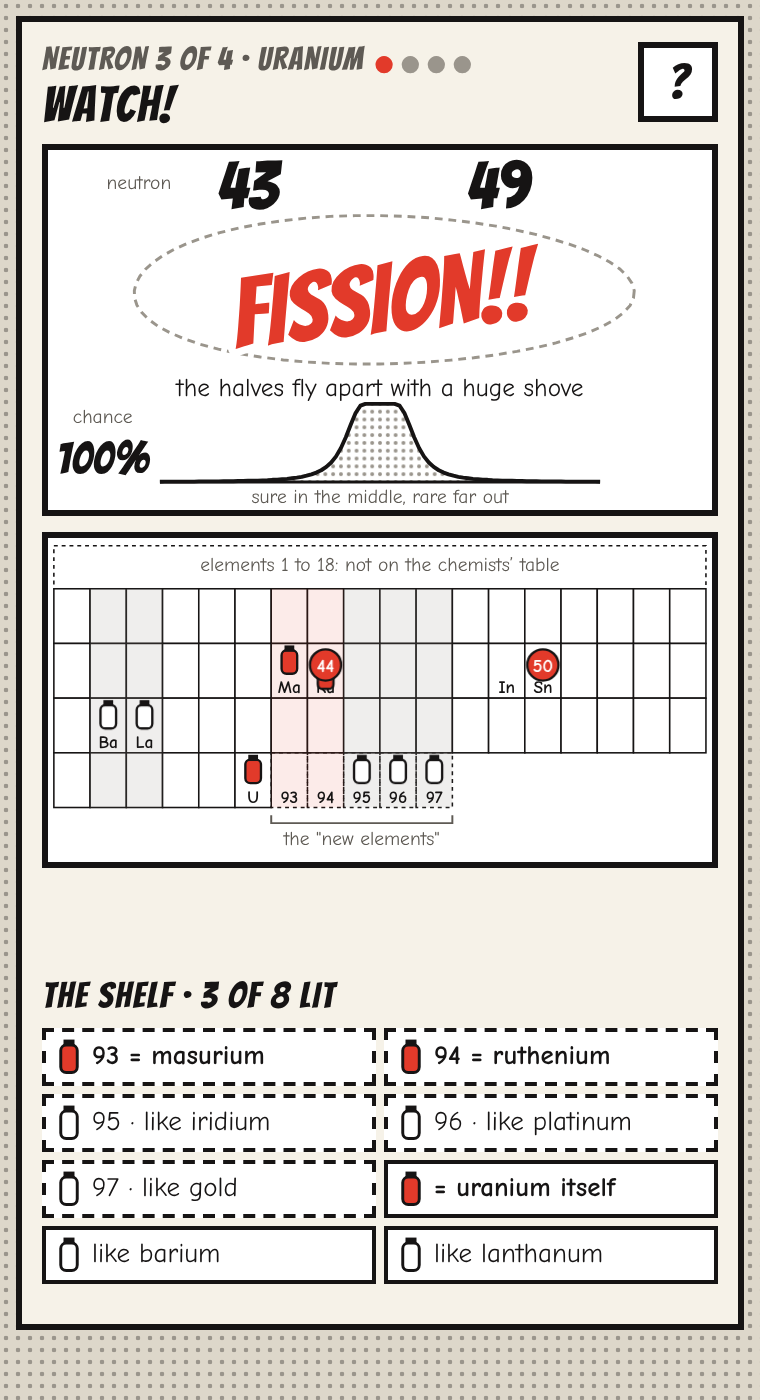 NEUTRON 3 OF 4 · URANIUM
WATCH!
?
neutron 43 49
FISSION!!
the halves fly apart with a huge shove
chance
100%
sure in the middle, rare far out
elements 1 to 18: not on the chemists' table
44 50
Ma In Sn
Ba La
U 93 94 95 96 97
the "new elements"
THE SHELF · 3 OF 8 LIT
93 = masurium
94 = ruthenium
95 · like iridium
96 · like platinum
97 · like gold
= uranium itself
like barium
like lanthanum